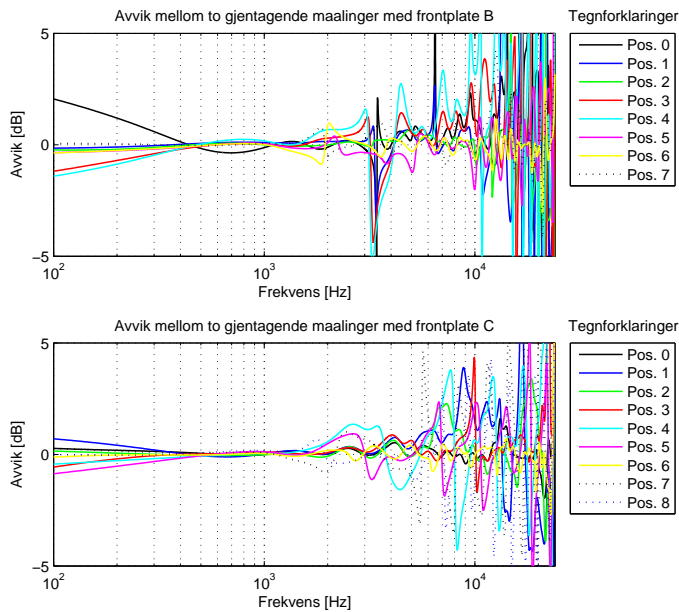 Avvik mellom to gjentagende maalinger med frontplate B
Tegnforklaringer
5
0
−5
Avvik [dB]
10^2
10^3
10^4
Frekvens [Hz]
Pos. 0
Pos. 1
Pos. 2
Pos. 3
Pos. 4
Pos. 5
Pos. 6
Pos. 7
Avvik mellom to gjentagende maalinger med frontplate C
Tegnforklaringer
5
0
−5
Avvik [dB]
10^2
10^3
10^4
Frekvens [Hz]
Pos. 0
Pos. 1
Pos. 2
Pos. 3
Pos. 4
Pos. 5
Pos. 6
Pos. 7
Pos. 8